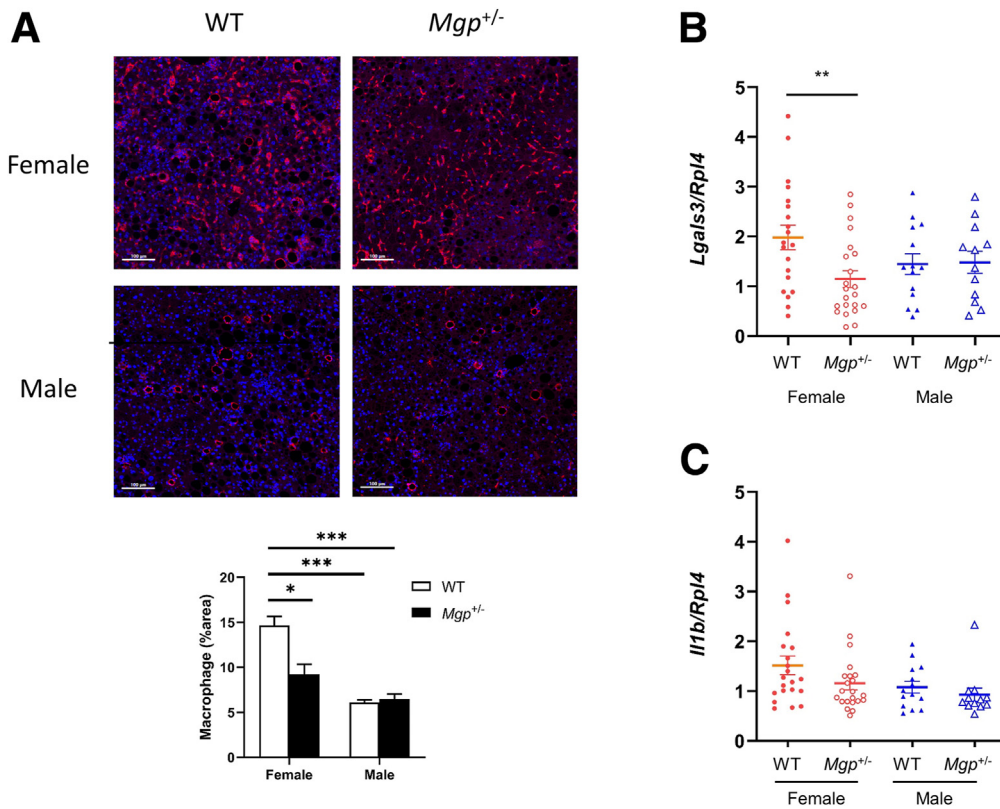 A
WT
Mgp+/-
Female
100 μm
100 μm
Male
100 μm
100 μm
***
***
*
20
15
10
5
0
Macrophage (%area)
WT
Mgp+/-
Female
Male
B
**
5
4
3
2
1
0
Lgals3/Rpl4
WT
Mgp+/-
WT
Mgp+/-
Female
Male
C
5
4
3
2
1
0
Il1b/Rpl4
WT
Mgp+/-
WT
Mgp+/-
Female
Male